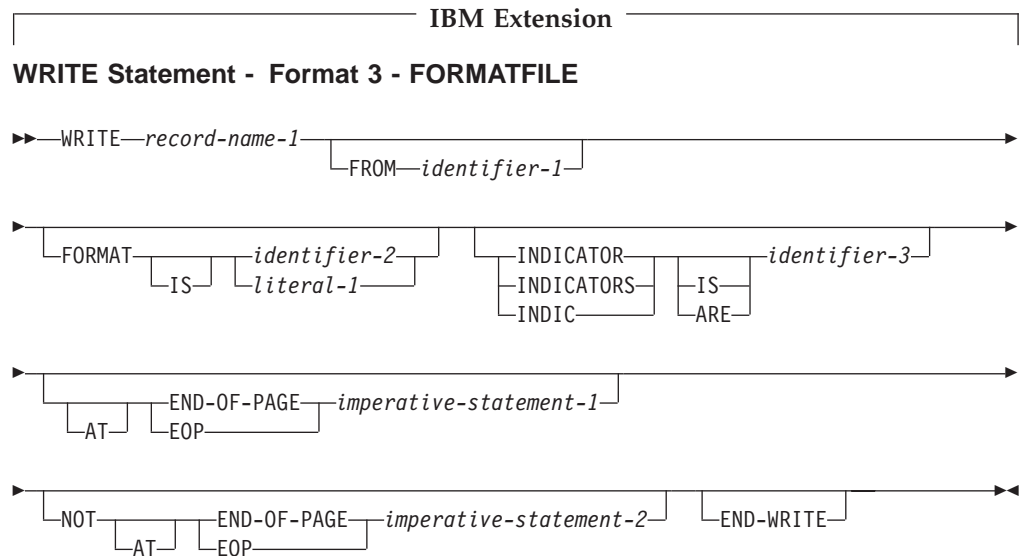 IBM Extension
WRITE Statement - Format 3 - FORMATFILE
WRITE record-name-1
FROM identifier-1
FORMAT identifier-2 INDICATOR identifier-3
IS literal-1 INDICATORS IS
INDIC ARE
END-OF-PAGE imperative-statement-1
AT EOP
NOT END-OF-PAGE imperative-statement-2 END-WRITE
AT EOP